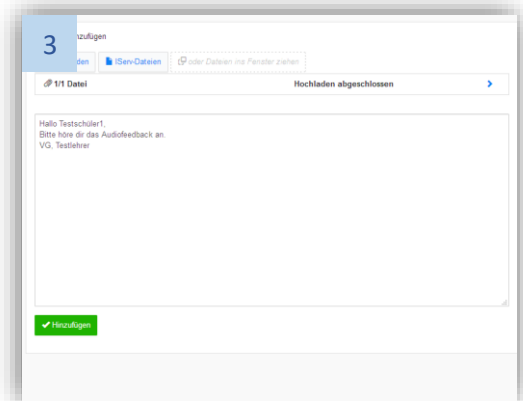 3
nzufügen
den IServ-Dateien oder Dateien ins Fenster ziehen
1/1 Datei Hochladen abgeschlossen
Hallo Testschüler1,
Bitte höre dir das Audiofeedback an.
VG, Testlehrer
Hinzufügen